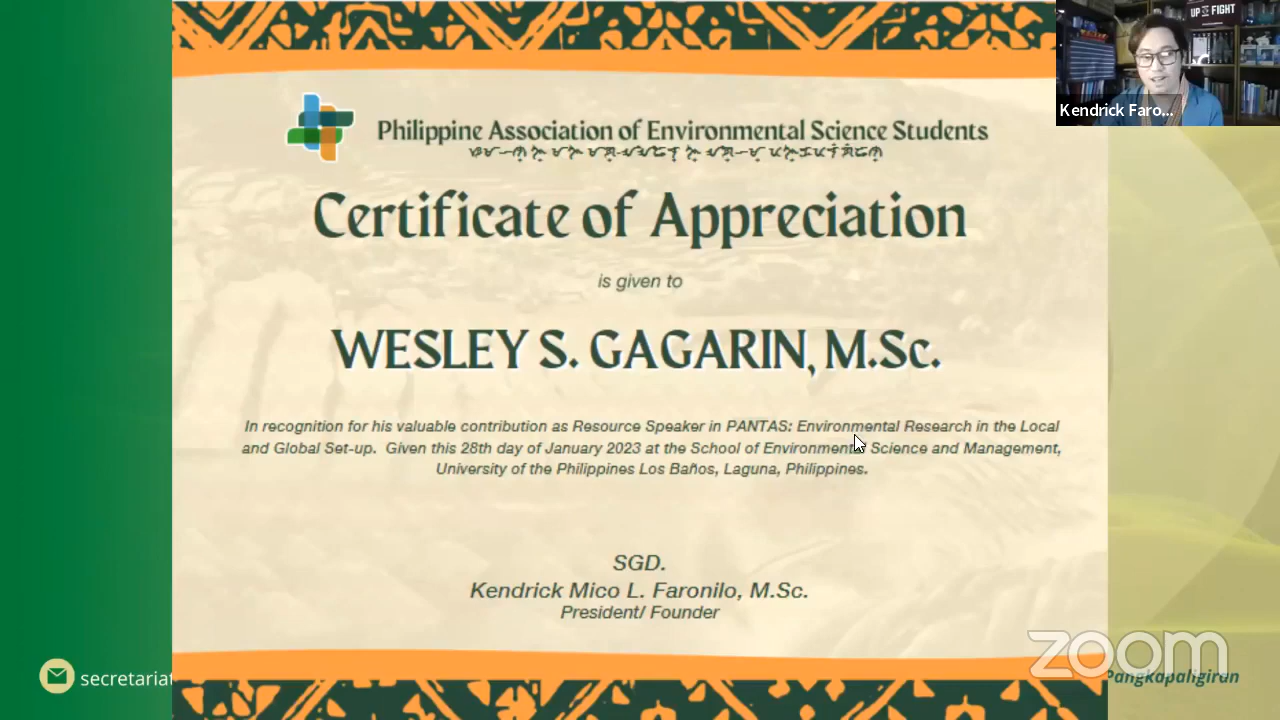 UP FIGHT
Kendrick Faro...
Philippine Association of Environmental Science Students
Certificate of Appreciation
is given to
WESLEY S. GAGARIN, M.Sc.
In recognition for his valuable contribution as Resource Speaker in PANTAS: Environmental Research in the Local
and Global Set-up. Given this 28th day of January 2023 at the School of Environmental Science and Management,
University of the Philippines Los Baños, Laguna, Philippines.
SGD.
Kendrick Mico L. Faronilo, M.Sc.
President/ Founder
zoom
secretariat
Pangkapaligiran